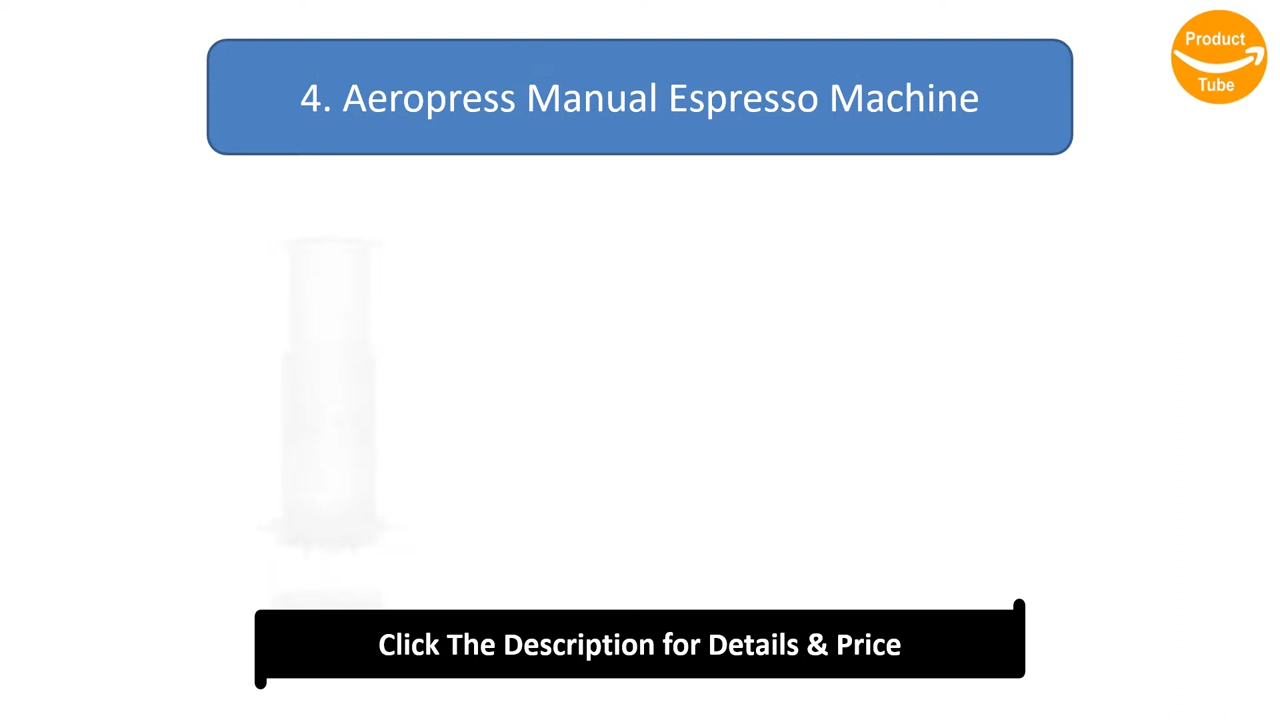 Product
Tube
4. Aeropress Manual Espresso Machine
Click The Description for Details & Price